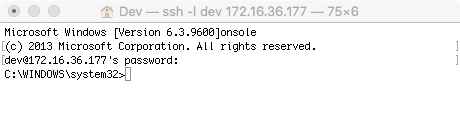 Dev — ssh -l dev 172.16.36.177 — 75×6
Microsoft Windows [Version 6.3.9600]onsole
(c) 2013 Microsoft Corporation. All rights reserved.
dev@172.16.36.177's password:
C:\WINDOWS\system32>